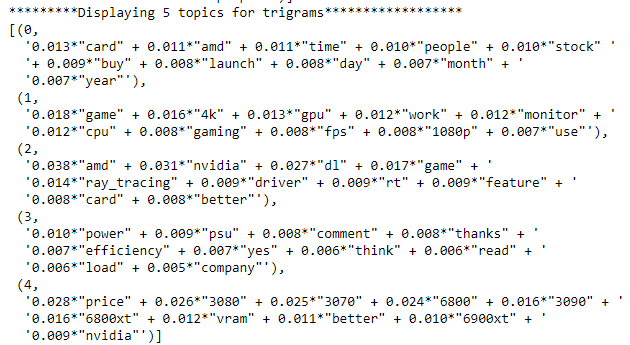 *********Displaying 5 topics for trigrams******************
[(0,
'0.013*"card" + 0.011*"amd" + 0.011*"time" + 0.010*"people" + 0.010*"stock" '
'+ 0.009*"buy" + 0.008*"launch" + 0.008*"day" + 0.007*"month" + '
'0.007*"year"'),
(1,
'0.018*"game" + 0.016*"4k" + 0.013*"gpu" + 0.012*"work" + 0.012*"monitor" + '
'0.012*"cpu" + 0.008*"gaming" + 0.008*"fps" + 0.008*"1080p" + 0.007*"use"'),
(2,
'0.038*"amd" + 0.031*"nvidia" + 0.027*"dl" + 0.017*"game" + '
'0.014*"ray_tracing" + 0.009*"driver" + 0.009*"rt" + 0.009*"feature" + '
'0.008*"card" + 0.008*"better"'),
(3,
'0.010*"power" + 0.009*"psu" + 0.008*"comment" + 0.008*"thanks" + '
'0.007*"efficiency" + 0.007*"yes" + 0.006*"think" + 0.006*"read" + '
'0.006*"load" + 0.005*"company"'),
(4,
'0.028*"price" + 0.026*"3080" + 0.025*"3070" + 0.024*"6800" + 0.016*"3090" + '
'0.016*"6800xt" + 0.012*"vram" + 0.011*"better" + 0.010*"6900xt" + '
'0.009*"nvidia"')]